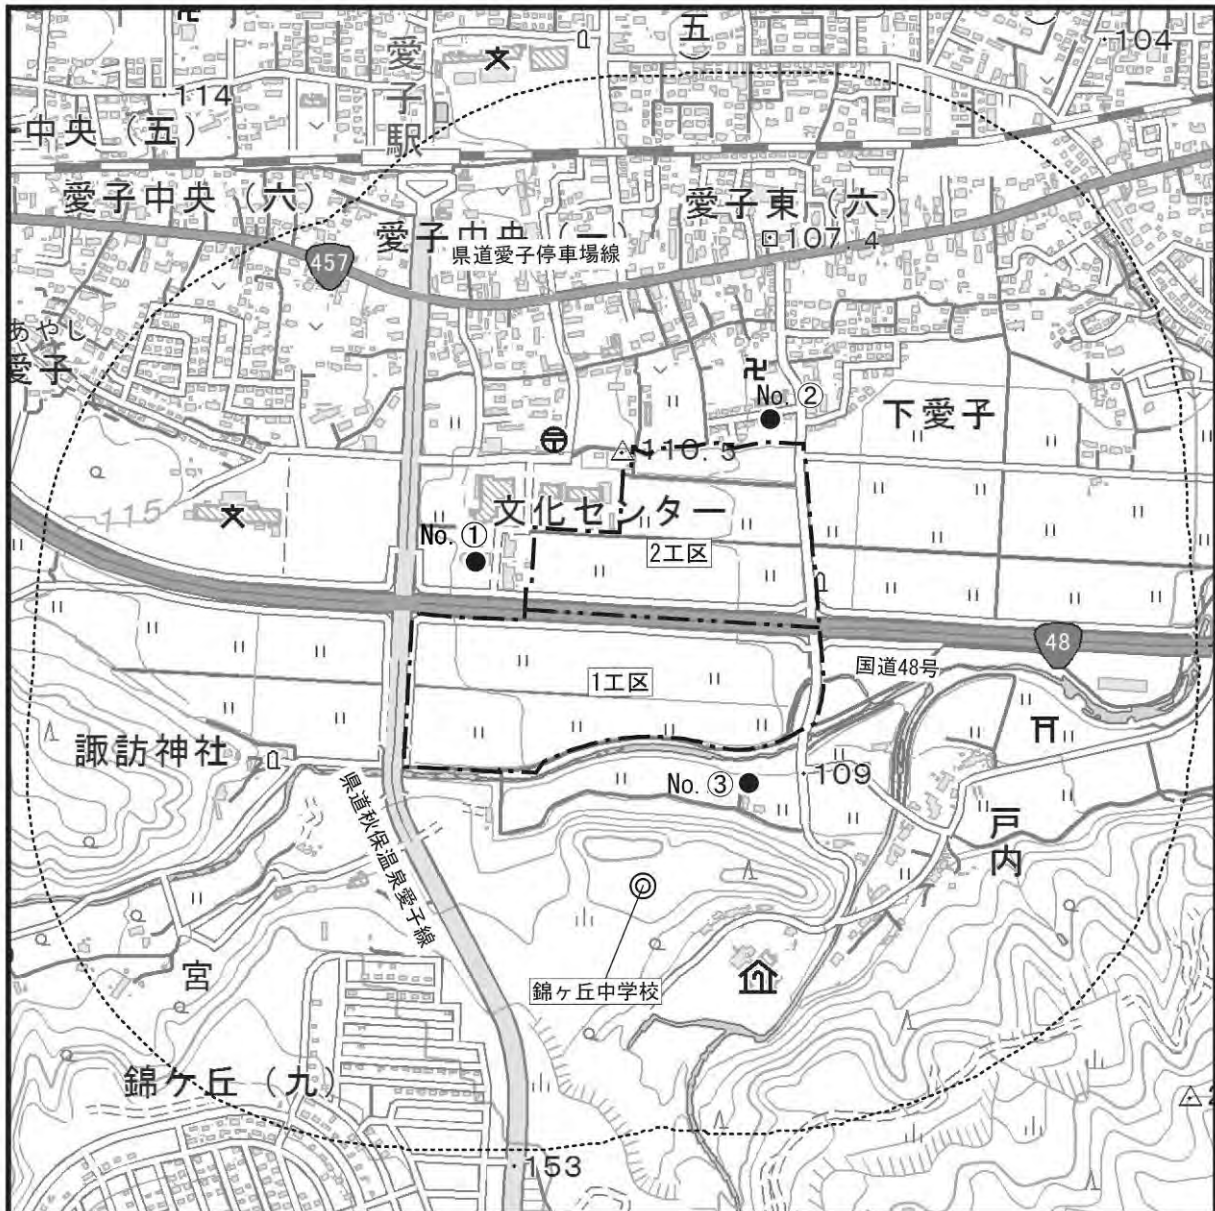 五)
104
愛子駅
114
中央(五)
愛子中央(六)
愛子東(六)
愛子中央(一)
107.4
県道愛子停車場線
457
あやし
愛子
No. ②
下愛子
110.5
115
文化センター
No. ①
2工区
48
国道48号
1工区
諏訪神社
No. ③
109
県道秋保温泉愛子線
戸内
宮
錦ヶ丘中学校
錦ケ丘(九)
153